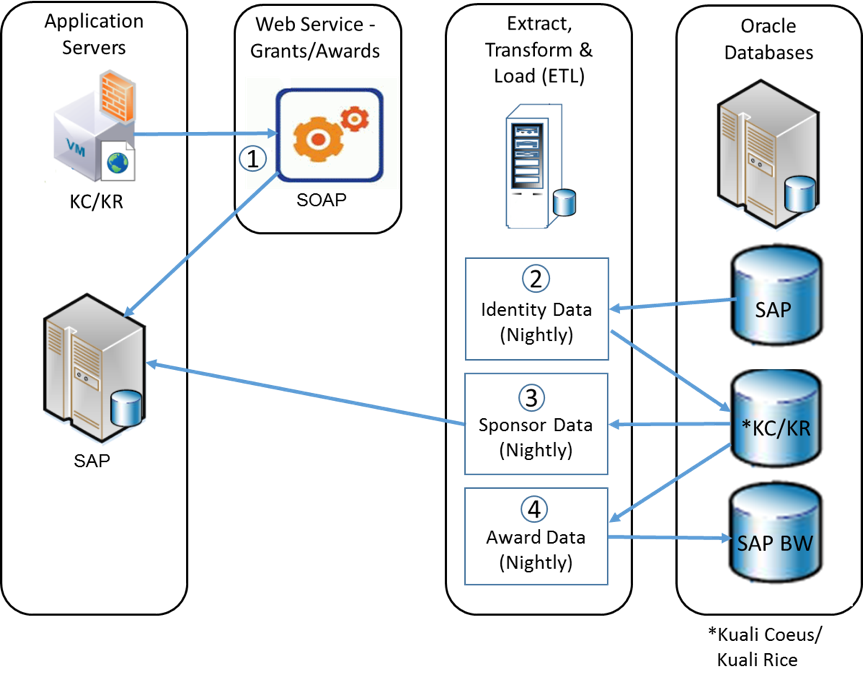 Application
Servers
VM
KC/KR
SAP
Web Service -
Grants/Awards
1
SOAP
Extract,
Transform &
Load (ETL)
2
Identity Data
(Nightly)
3
Sponsor Data
(Nightly)
4
Award Data
(Nightly)
Oracle
Databases
SAP
*KC/KR
SAP BW
*Kuali Coeus/
Kuali Rice